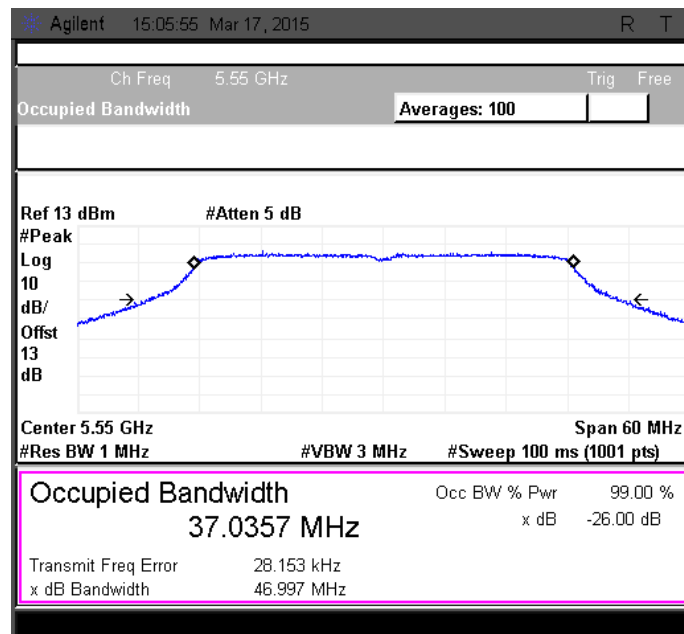 Agilent 15:05:55 Mar 17, 2015 R T
Ch Freq 5.55 GHz Trig Free
Occupied Bandwidth Averages: 100
Ref 13 dBm #Atten 5 dB
#Peak
Log
10
dB/
Offst
13
dB
Center 5.55 GHz Span 60 MHz
#Res BW 1 MHz #VBW 3 MHz #Sweep 100 ms (1001 pts)
Occupied Bandwidth Occ BW % Pwr 99.00 %
37.0357 MHz x dB -26.00 dB
Transmit Freq Error 28.153 kHz
x dB Bandwidth 46.997 MHz